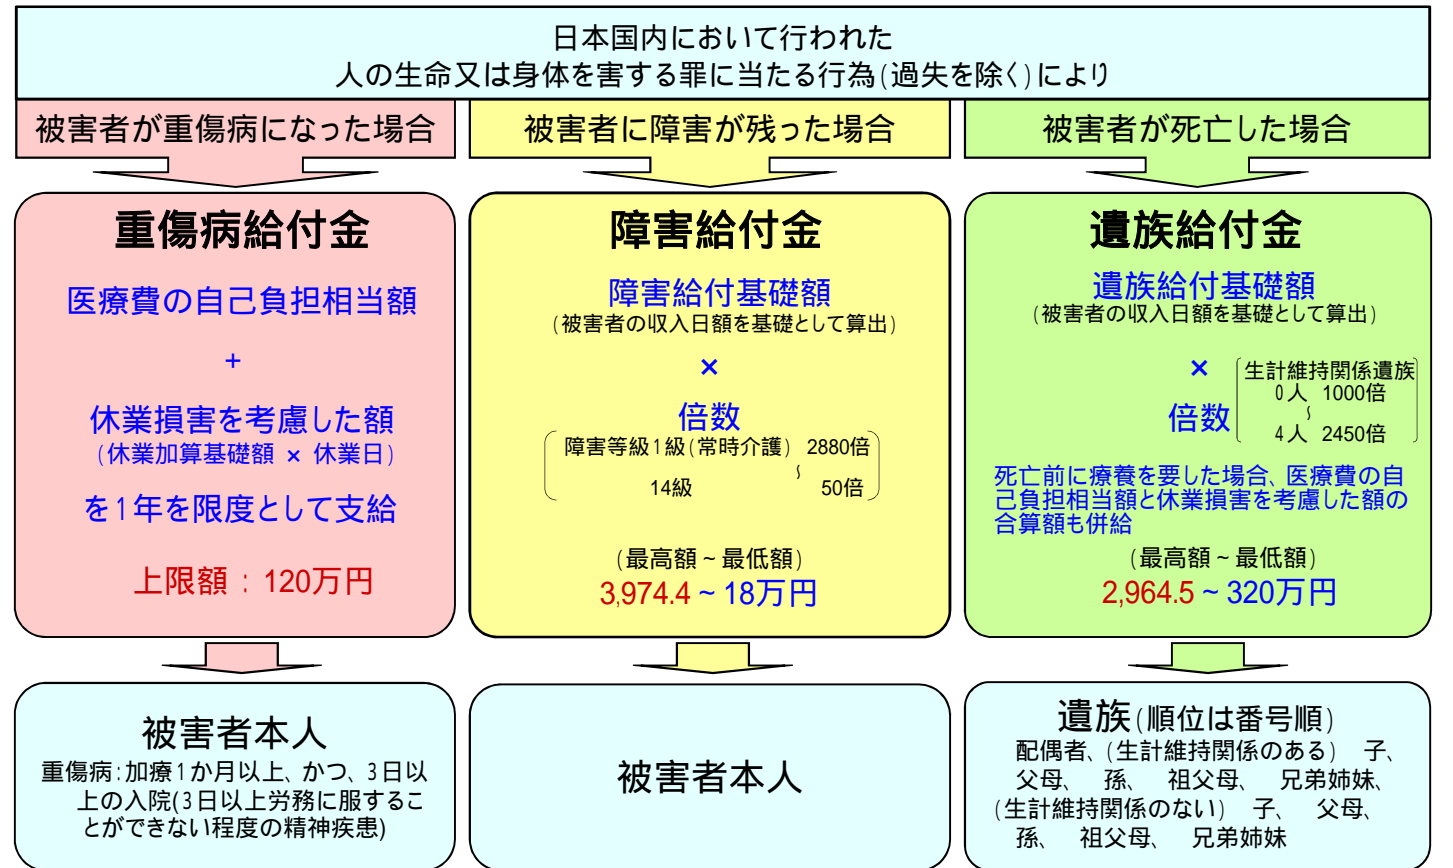 日本国内において行われた
人の生命又は身体を害する罪に当たる行為(過失を除く)により
被害者が重傷病になった場合
重傷病給付金
医療費の自己負担相当額
+
休業損害を考慮した額
(休業加算基礎額 × 休業日)
を1年を限度として支給
上限額：120万円
被害者本人
重傷病:加療1か月以上、かつ、3日以
上の入院(3日以上労務に服するこ
とができない程度の精神疾患)
被害者に障害が残った場合
障害給付金
障害給付基礎額
(被害者の収入日額を基礎として算出)
×
倍数
障害等級1級(常時介護) 2880倍
～
14級 50倍
(最高額~最低額)
3,974.4~18万円
被害者本人
被害者が死亡した場合
遺族給付金
遺族給付基礎額
(被害者の収入日額を基礎として算出)
×
倍数
生計維持関係遺族
0人 1000倍
～
4人 2450倍
死亡前に療養を要した場合、医療費の自
己負担相当額と休業損害を考慮した額の
合算額も併給
(最高額~最低額)
2,964.5~320万円
遺族(順位は番号順)
配偶者、(生計維持関係のある) 子、
父母、 孫、 祖父母、 兄弟姉妹、
(生計維持関係のない) 子、 父母、
孫、 祖父母、 兄弟姉妹